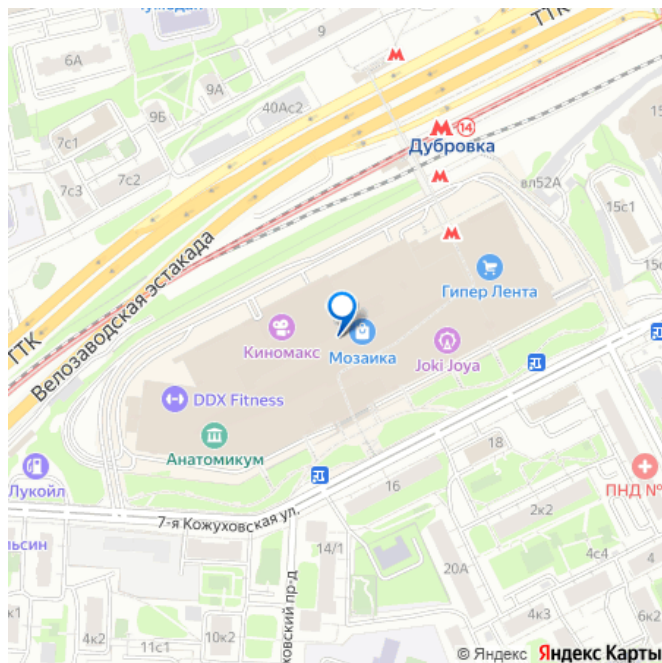 ТТК
9
6А
9А
9Б
40Ас2
7с1
7с2
7с3
14
Дубровка
вл52А
15с1
Велозаводская эстакада
ТТК
Гипер Лента
Киномакс
Мозаика
Joki Joya
DDX Fitness
Анатомикум
Лукойл
18
16
ПНД №
7-я Кожуховская ул.
2к2
14/1
4с4
20А
4к2
11с1
10к2
4к3
© Яндекс Яндекс Карты